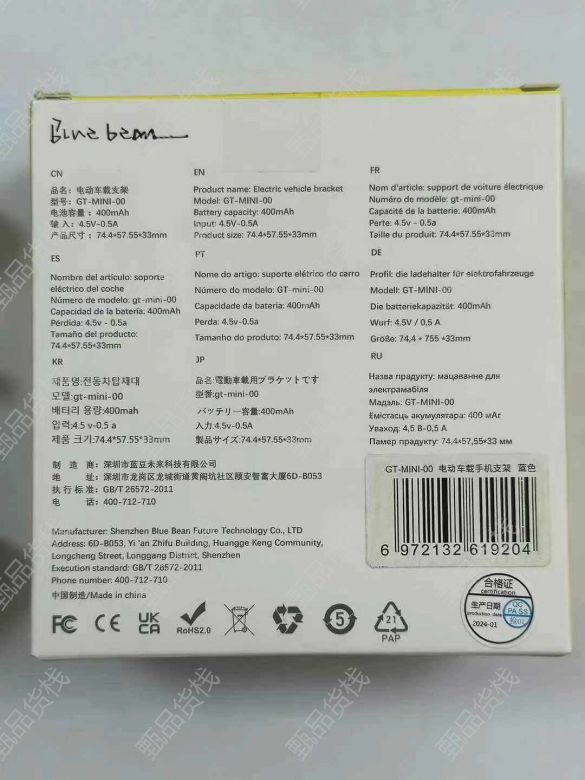 Blue bean
CN
品名：电动车载支架
型号：GT-MINI-00
电池容量：400mAh
输入：4.5V-0.5A
产品尺寸：74.4*57.55*33mm
EN
Product name: Electric vehicle bracket
Model: GT-MINI-00
Battery capacity: 400mAh
Input: 4.5V-0.5A
Product size: 74.4*57.55*33mm
FR
Nom d'article: support de voiture électrique
Numéro de modèle: gt-mini-00
Capacité de la batterie: 400mAh
Perte: 4.5v - 0.5a
Taille du produit: 74.4*57.55*33mm
ES
Nombre del artículo: soporte
eléctrico del coche
Número de modelo: gt-mini-00
Capacidad de la batería: 400mAh
Pérdida: 4.5v - 0.5a
Tamaño del producto:
74.4*57.55*33mm
PT
Nome do artigo: suporte elétrico do carro
Número do modelo: GT-mini-00
Capacidade da bateria: 400mAh
Perda: 4.5v-0.5a
Tamanho do produto: 74.4*57.55*33mm
DE
Profil: die ladehalter für elektrofahrzeuge
Modell: GT-MINI-00
Die batteriekapazität: 400mAh
Wurf: 4.5V / 0,5 A
Größe: 74,4 * 755 *33mm
KR
제품명:전동차탑재대
모델:gt-mini-00
배터리 용량:400mah
입력:4.5 v-0.5 a
제품 크기:74.4*57.55*33mm
JP
品名:電動車載用ブラケットです
型番:gt-mini-00
バッテリー容量:400mAh
入力:4.5v-0.5a
製品サイズ:74.4*57.55*33mm
RU
Назва прадукту: мацаванне для
электрамабіля
Мадэль: GT-MINI-00
Ёмістасць акумулятара: 400 мАг
Уваход: 4,5 В-0,5 А
Памер прадукту: 74,4*57,55*33 мм
制造商：深圳市蓝豆未来科技有限公司
地址：深圳市龙岗区龙城街道黄阁坑社区颐安智富大厦6D-B053
执行标准：GB/T 26572-2011
电话：400-712-710
Manufacturer: Shenzhen Blue Bean Future Technology Co., LTD
Address: 6D-B053, Yi 'an Zhifu Building, Huangge Keng Community,
Longcheng Street, Longgang District, Shenzhen
Execution standard: GB/T 26572-2011
Phone number: 400-712-710
中国制造/Made in china
GT-MINI-00 电动车载手机支架 蓝色
6 972132 619204
合格证
certification
生产日期
production date
2024-01
QC
PASS
FC CE UK CA RoHS2.0 5 21 PAP
甄品货栈